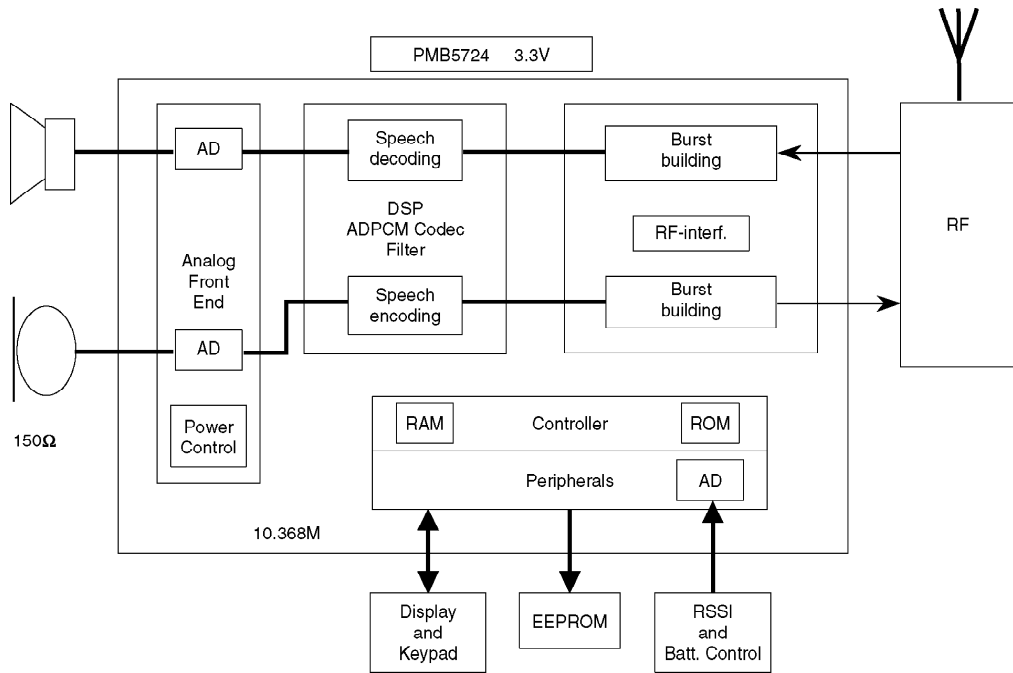 PMB5724 3.3V
AD
Speech
decoding
Burst
building
DSP
ADPCM Codec
Filter
RF-interf.
RF
Analog
Front
End
Speech
encoding
Burst
building
AD
150Ω
Power
Control
RAM
Controller
ROM
Peripherals
AD
10.368M
Display
and
Keypad
EEPROM
RSSI
and
Batt. Control